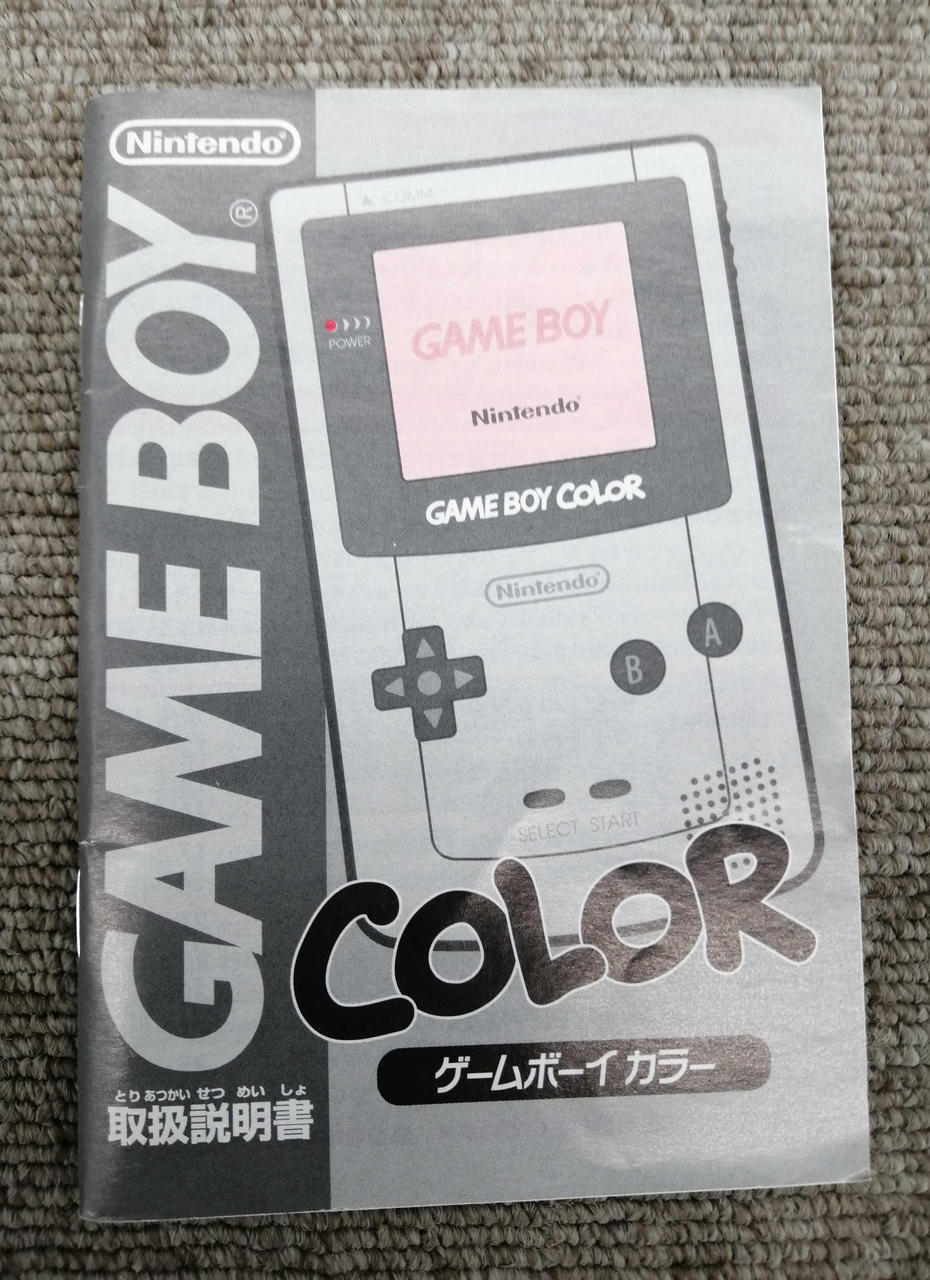 Nintendo®
GAME BOY®
▲ COMM.
POWER
GAME BOY
Nintendo®
GAME BOY COLOR
Nintendo®
A
B
SELECT START
COLOR
ゲームボーイ カラー
とり あつかい せつ めい しょ
取扱説明書